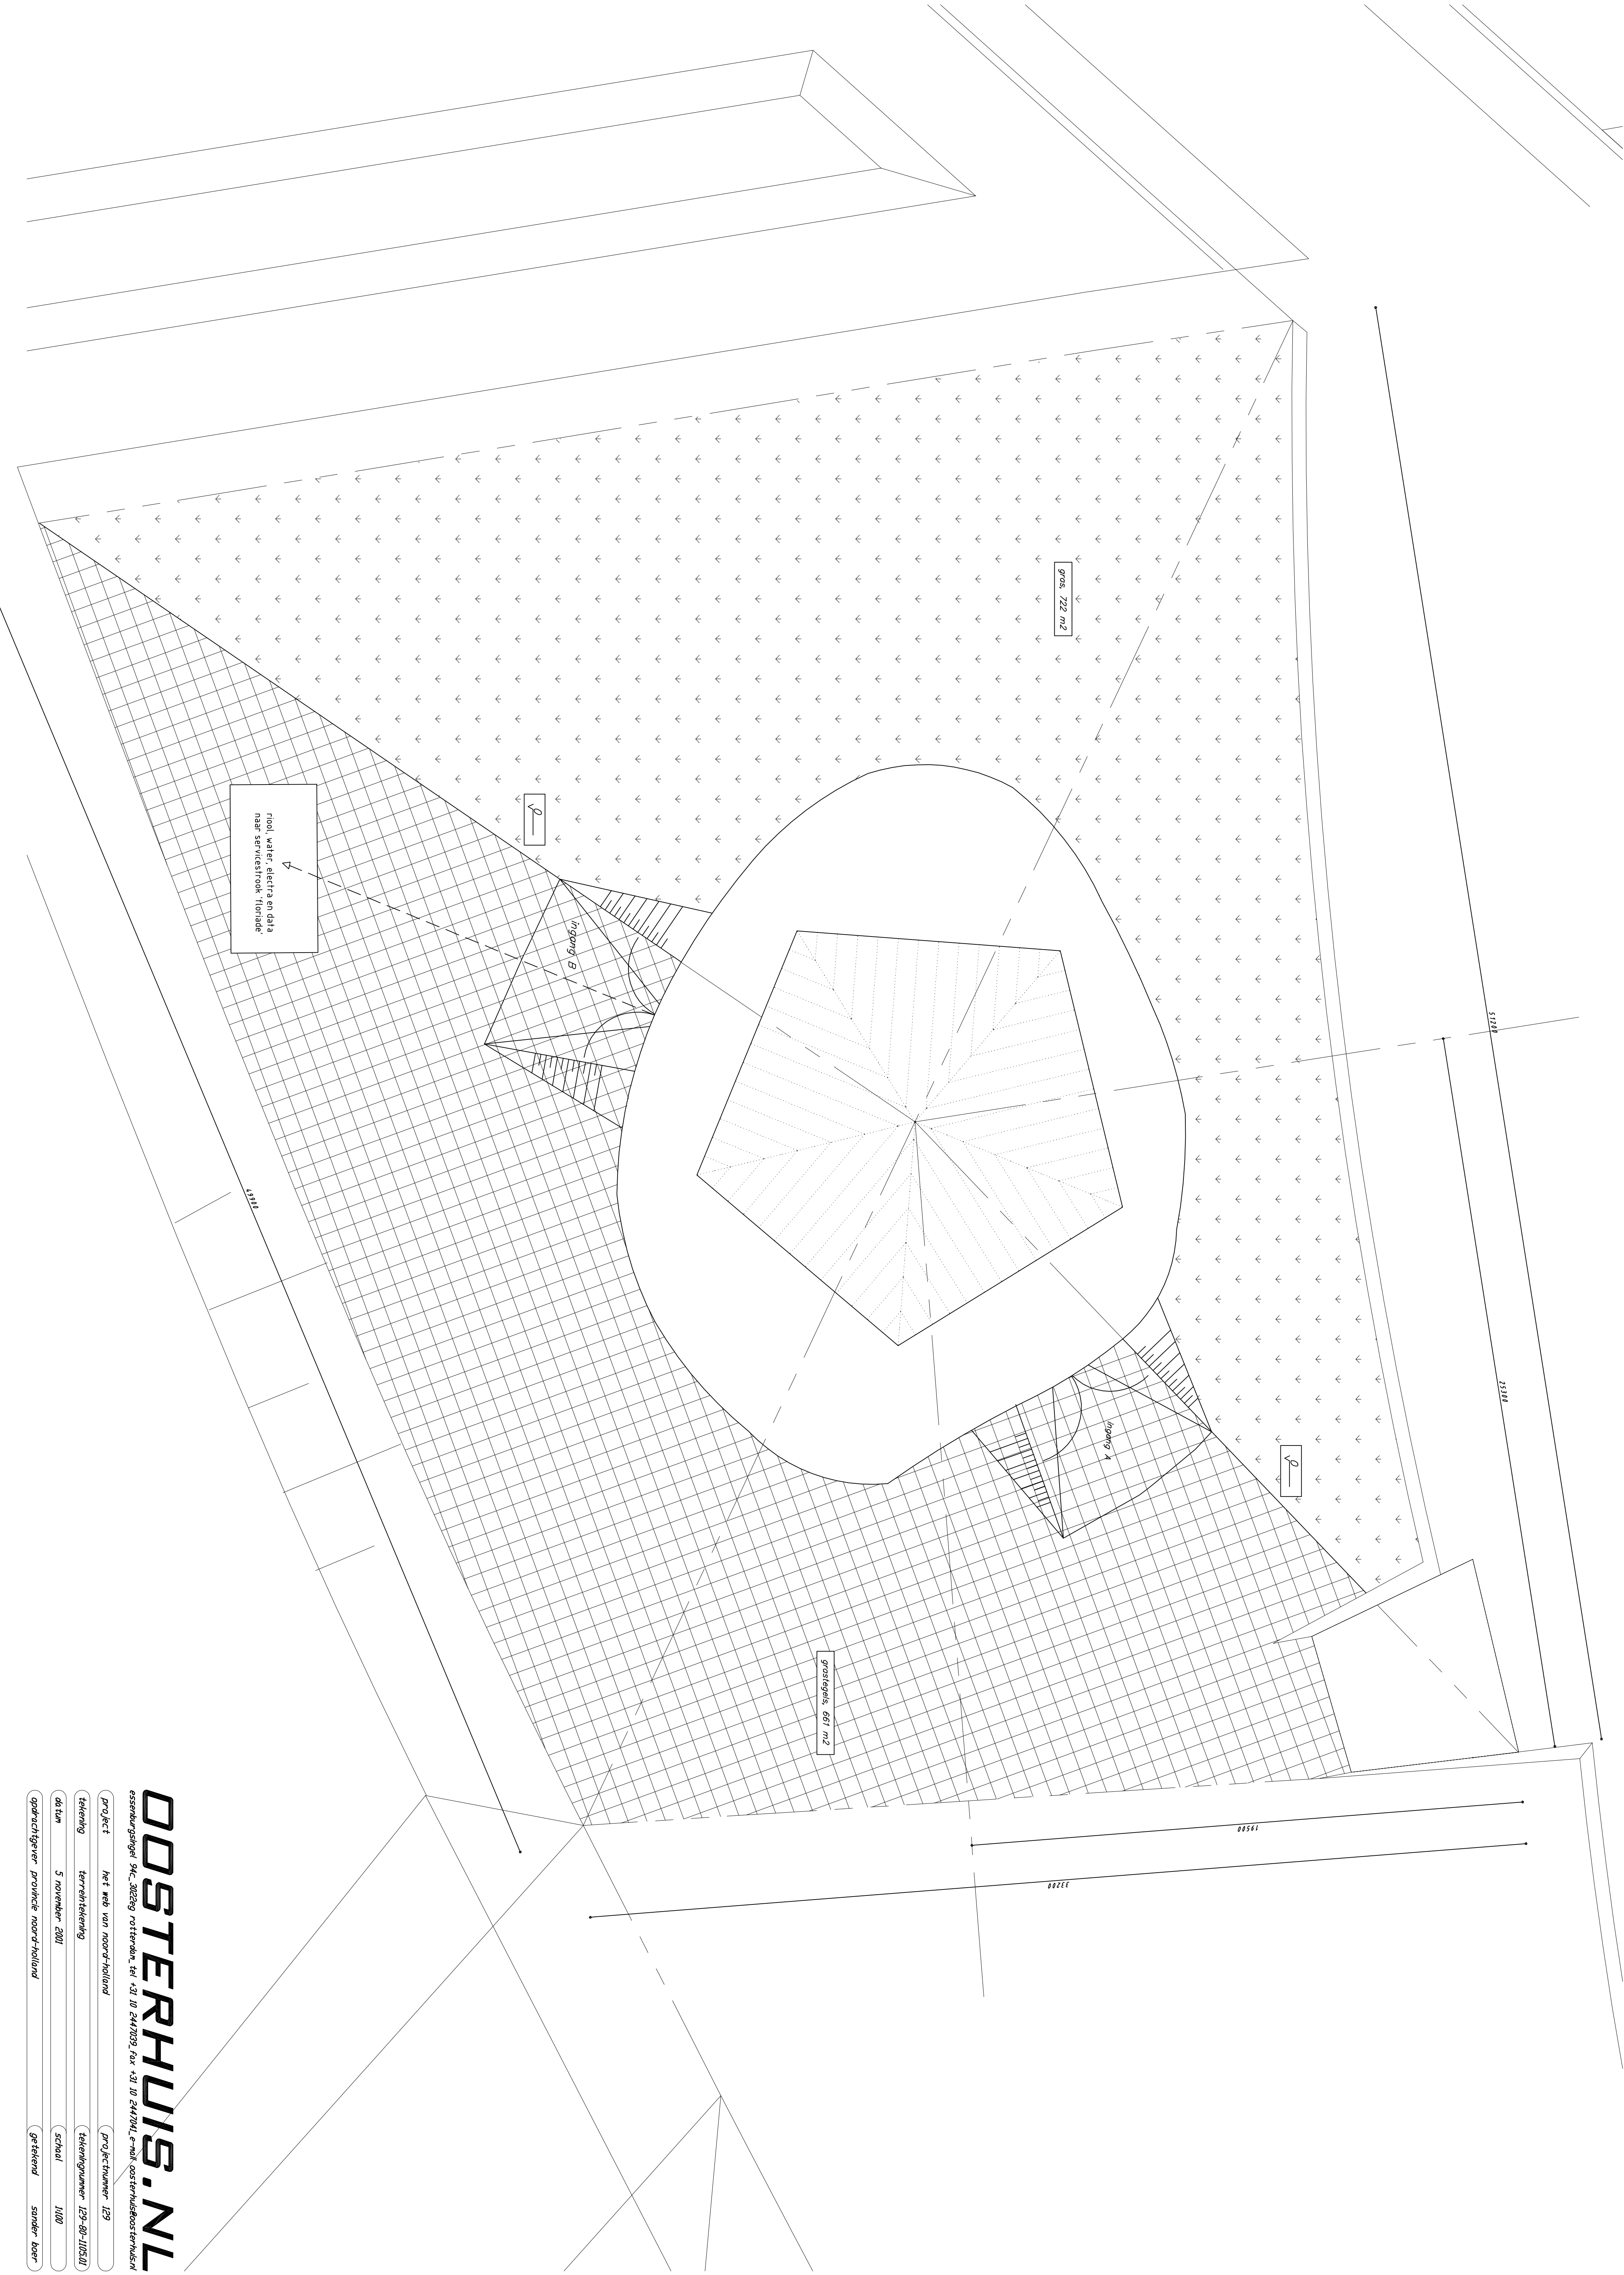 gras, 722 m2
riool, water, electra en data
naar servicestrook 'floriade'
ingang B
ingang A
grastegels, 661 m2
51200
25300
49900
19500
33200
OOSTERHUIS.NL
essenburgsingel 94c_3022eg rotterdam_tel +31 10 2447039_fax +31 10 2447041_e-mail oosterhuis@oosterhuis.nl
project het web van noord-holland projectnummer 129
tekening terreintekening tekeningnummer 129-80-1105.01
datum 5 november 2001 schaal 1:100
opdrachtgever provincie noord-holland getekend sander boer